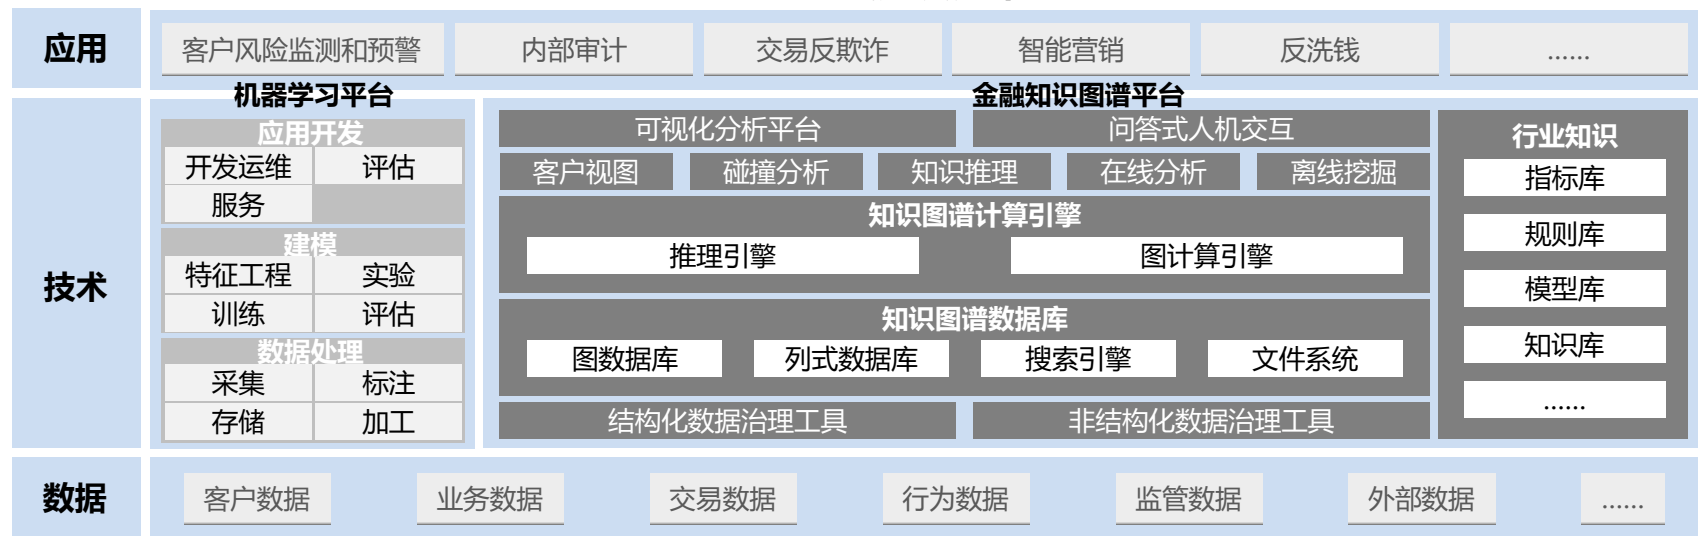 应用
客户风险监测和预警
内部审计
交易反欺诈
智能营销
反洗钱
......
技术
机器学习平台
应用开发
开发运维
评估
服务
建模
特征工程
实验
训练
评估
数据处理
采集
标注
存储
加工
金融知识图谱平台
可视化分析平台
问答式人机交互
客户视图
碰撞分析
知识推理
在线分析
离线挖掘
知识图谱计算引擎
推理引擎
图计算引擎
知识图谱数据库
图数据库
列式数据库
搜索引擎
文件系统
结构化数据治理工具
非结构化数据治理工具
行业知识
指标库
规则库
模型库
知识库
......
数据
客户数据
业务数据
交易数据
行为数据
监管数据
外部数据
......